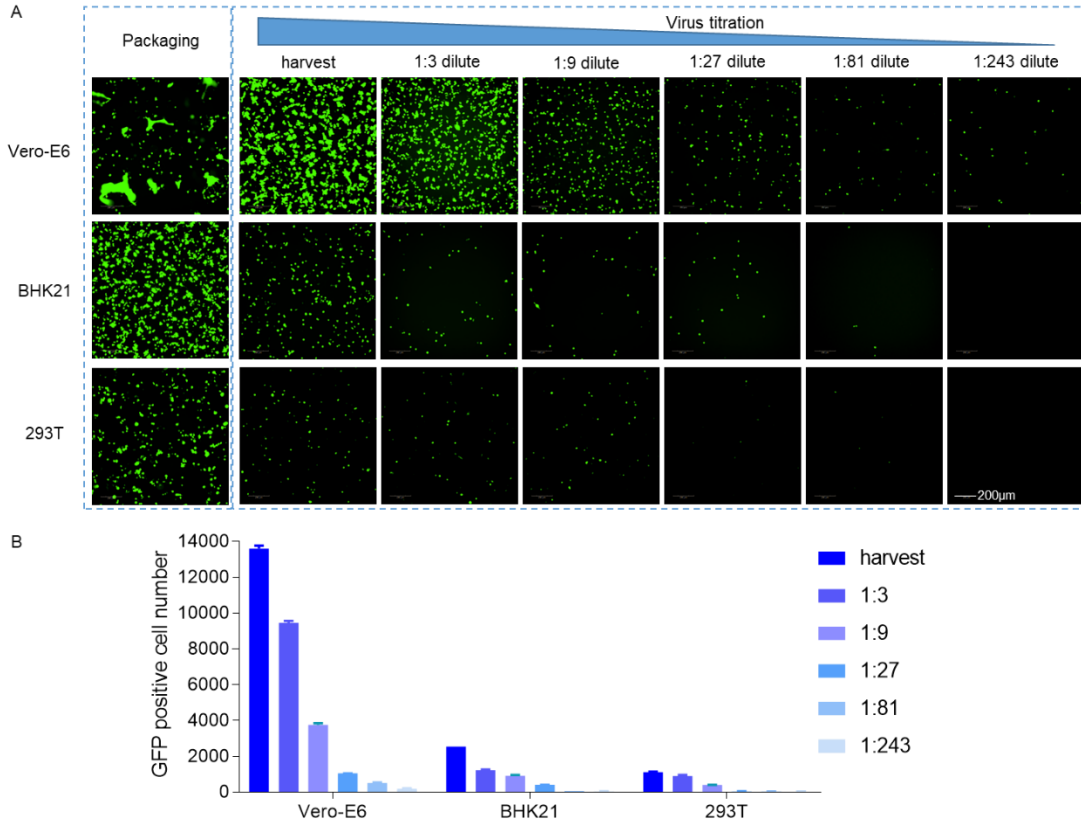 A
Packaging
Virus titration
harvest
1:3 dilute
1:9 dilute
1:27 dilute
1:81 dilute
1:243 dilute
Vero-E6
BHK21
293T
200μm
B
GFP positive cell number
14000
12000
10000
8000
6000
4000
2000
0
Vero-E6
BHK21
293T
harvest
1:3
1:9
1:27
1:81
1:243